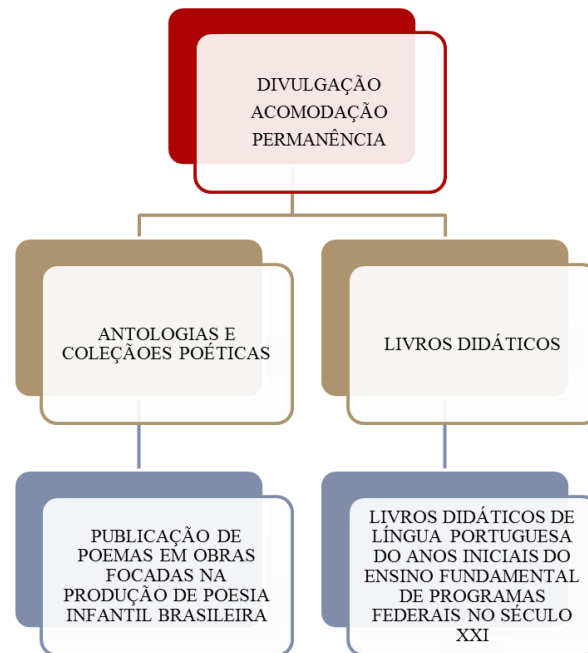 DIVULGAÇÃO
ACOMODAÇÃO
PERMANÊNCIA
ANTOLOGIAS E
COLEÇÃOES POÉTICAS
LIVROS DIDÁTICOS
PUBLICAÇÃO DE
POEMAS EM OBRAS
FOCADAS NA
PRODUÇÃO DE POESIA
INFANTIL BRASILEIRA
LIVROS DIDÁTICOS DE
LÍNGUA PORTUGUESA
DO ANOS INICIAIS DO
ENSINO FUNDAMENTAL
DE PROGRAMAS
FEDERAIS NO SÉCULO
XXI